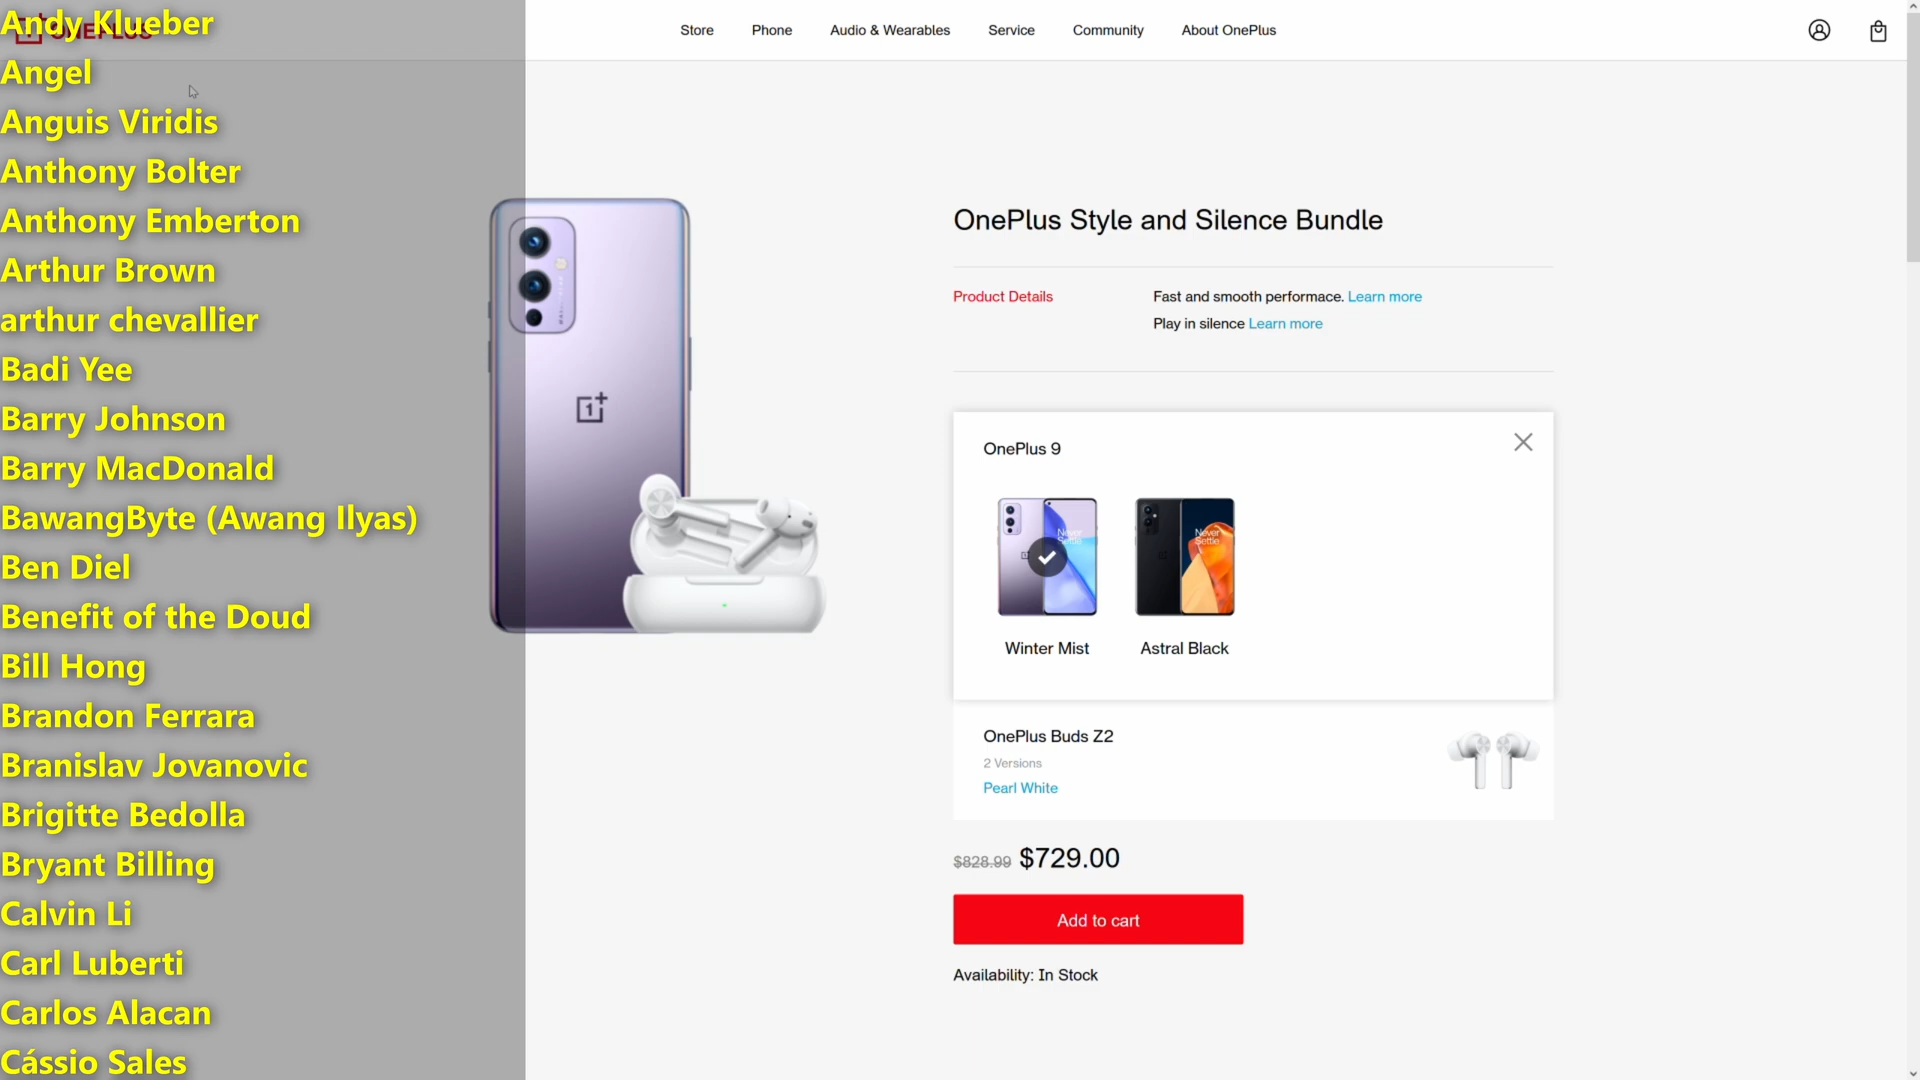 Andy Klueber
Angel
Anguis Viridis
Anthony Bolter
Anthony Emberton
Arthur Brown
arthur chevallier
Badi Yee
Barry Johnson
Barry MacDonald
BawangByte (Awang Ilyas)
Ben Diel
Benefit of the Doud
Bill Hong
Brandon Ferrara
Branislav Jovanovic
Brigitte Bedolla
Bryant Billing
Calvin Li
Carl Luberti
Carlos Alacan
Cássio Sales
ONEPLUS
Store Phone Audio & Wearables Service Community About OnePlus
OnePlus Style and Silence Bundle
Product Details
Fast and smooth performace. Learn more
Play in silence Learn more
OnePlus 9
Never
Settle
Never
Settle
Winter Mist
Astral Black
OnePlus Buds Z2
2 Versions
Pearl White
$828.99 $729.00
Add to cart
Availability: In Stock